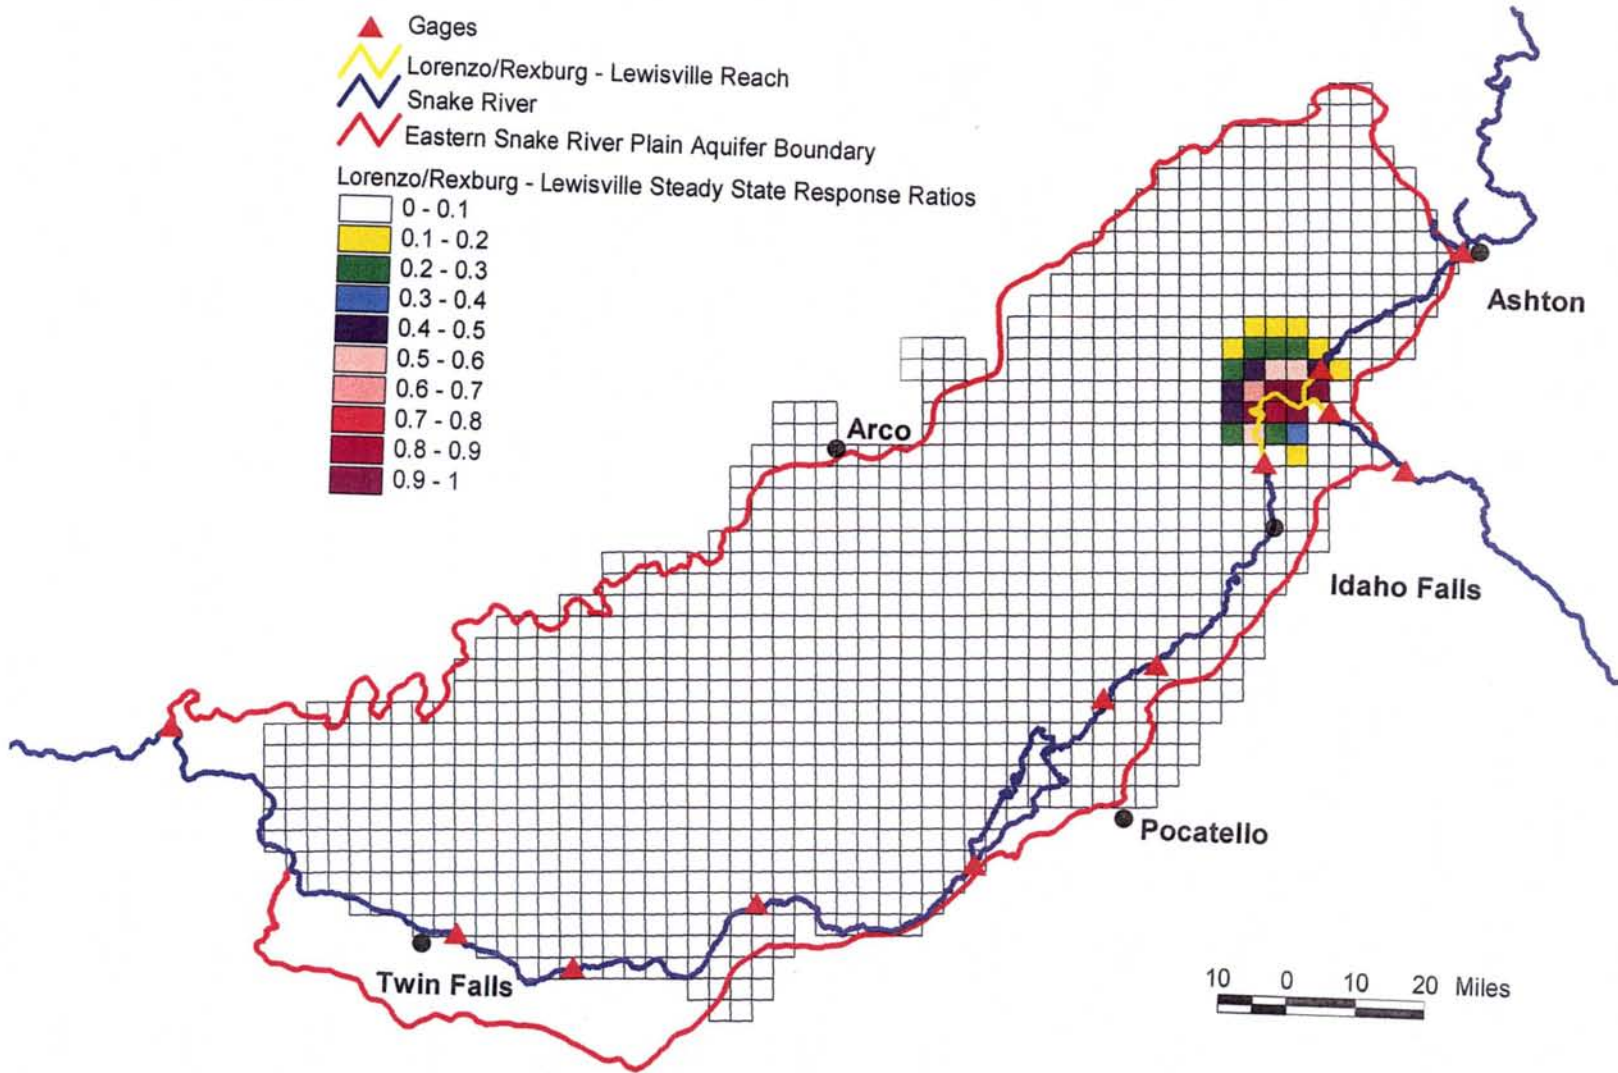 Gages
Lorenzo/Rexburg - Lewisville Reach
Snake River
Eastern Snake River Plain Aquifer Boundary
Lorenzo/Rexburg - Lewisville Steady State Response Ratios
0 - 0.1
0.1 - 0.2
0.2 - 0.3
0.3 - 0.4
0.4 - 0.5
0.5 - 0.6
0.6 - 0.7
0.7 - 0.8
0.8 - 0.9
0.9 - 1
Ashton
Arco
Idaho Falls
Pocatello
Twin Falls
10 0 10 20 Miles